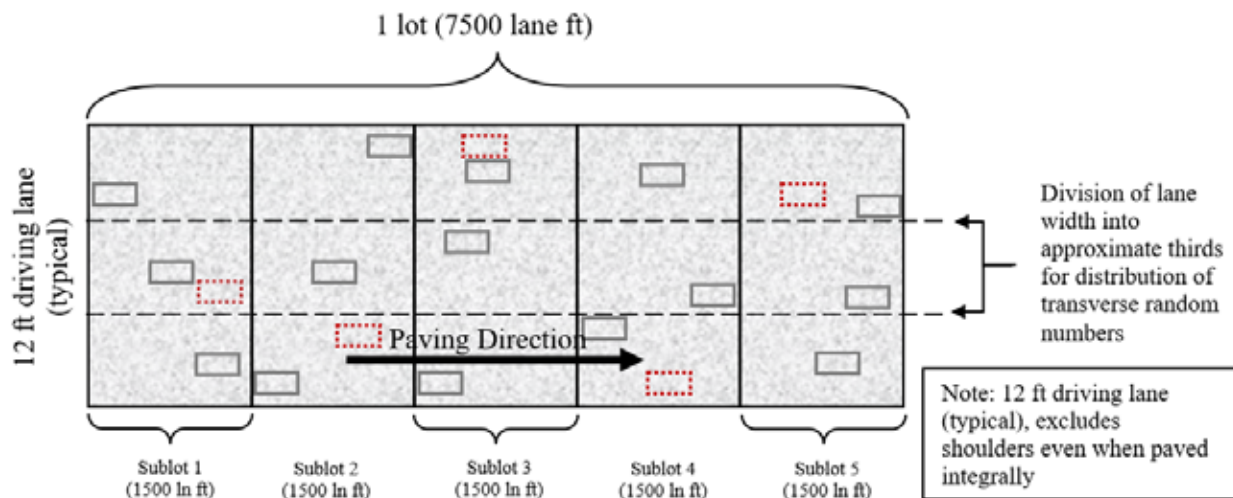 1 lot (7500 lane ft)
12 ft driving lane
(typical)
Paving Direction
Division of lane
width into
approximate thirds
for distribution of
transverse random
numbers
Note: 12 ft driving lane
(typical), excludes
shoulders even when paved
integrally
Sublot 1
(1500 ln ft)
Sublot 2
(1500 ln ft)
Sublot 3
(1500 ln ft)
Sublot 4
(1500 ln ft)
Sublot 5
(1500 ln ft)